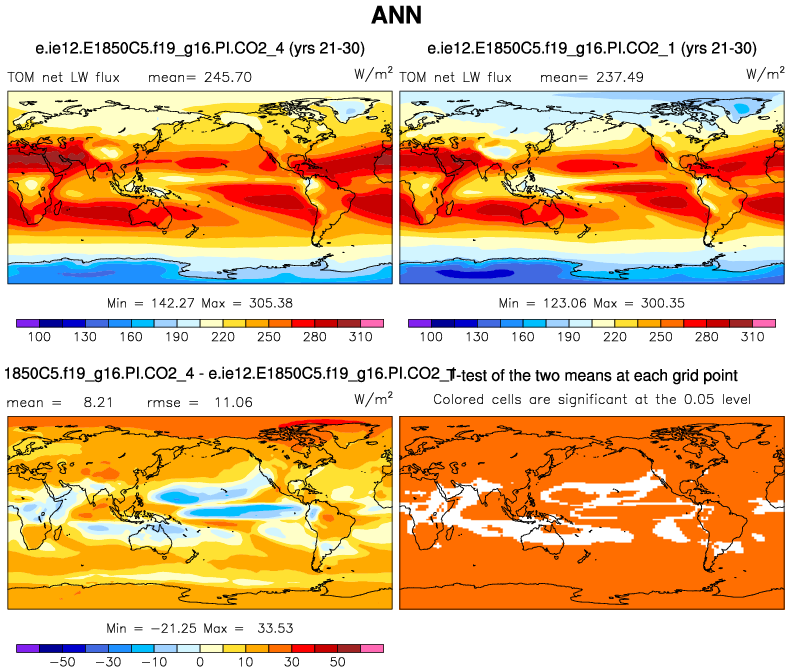 ANN
e.ie12.E1850C5.f19_g16.PI.CO2_4 (yrs 21-30)
TOM net LW flux mean= 245.70 W/m²
Min = 142.27 Max = 305.38
100 130 160 190 220 250 280 310
e.ie12.E1850C5.f19_g16.PI.CO2_1 (yrs 21-30)
TOM net LW flux mean= 237.49 W/m²
Min = 123.06 Max = 300.35
100 130 160 190 220 250 280 310
1850C5.f19_g16.PI.CO2_4 - e.ie12.E1850C5.f19_g16.PI.CO2_
mean = 8.21 rmse = 11.06 W/m²
Min = -21.25 Max = 33.53
-50 -30 -10 0 10 30 50
T-test of the two means at each grid point
Colored cells are significant at the 0.05 level